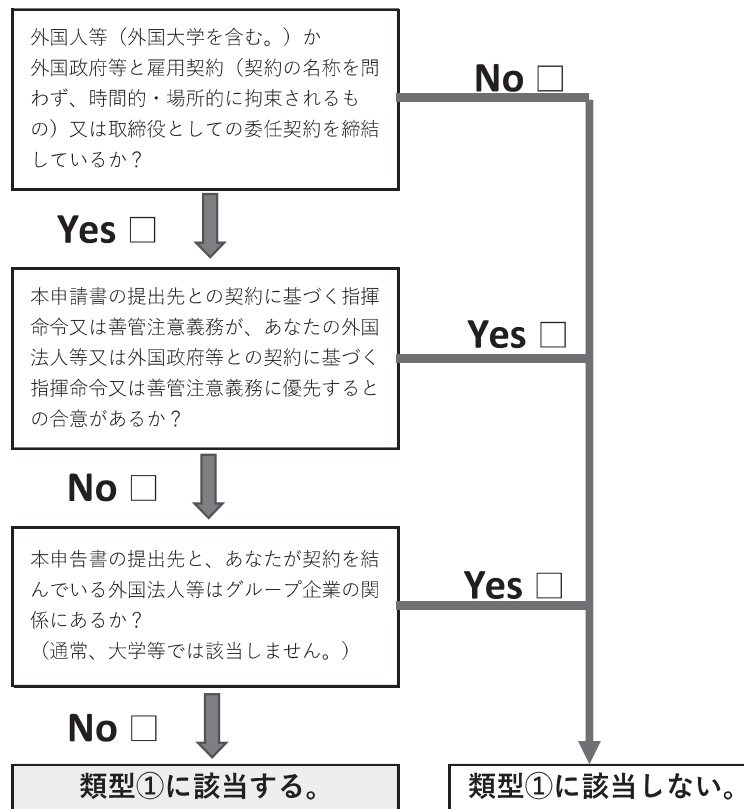 外国人等（外国大学を含む。）か
外国政府等と雇用契約（契約の名称を問
わず、時間的・場所的に拘束されるも
の）又は取締役としての委任契約を締結
しているか？
No □
Yes □
本申請書の提出先との契約に基づく指揮
命令又は善管注意義務が、あなたの外国
法人等又は外国政府等との契約に基づく
指揮命令又は善管注意義務に優先すると
の合意があるか？
Yes □
No □
本申告書の提出先と、あなたが契約を結
んでいる外国法人等はグループ企業の関
係にあるか？
（通常、大学等では該当しません。）
Yes □
No □
類型①に該当する。
類型①に該当しない。